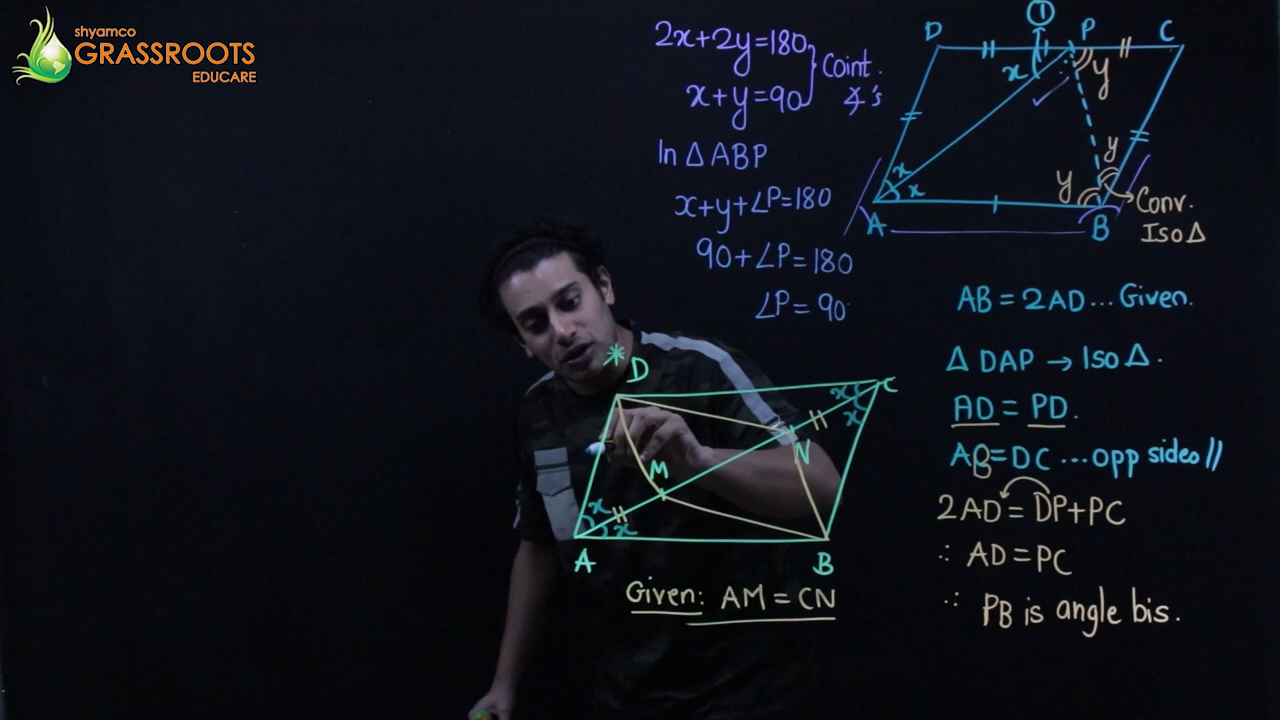 shyamco
GRASSROOTS
EDUCARE
2x+2y=180
x+y=90
Coint.
∡'s
In △ ABP
x+y+∠P=180
90+∠P=180
∠P=90
1
D
P
C
x
y
x
x
y
y
A
B
Conv.
Iso △
AB = 2AD ... Given.
△ DAP → Iso △.
AD = PD.
AB=DC ...opp sides //
2AD = DP+PC
∴ AD=PC
∴ PB is angle bis.
*
D
C
x
x
N
M
x
x
A
B
Given: AM=CN